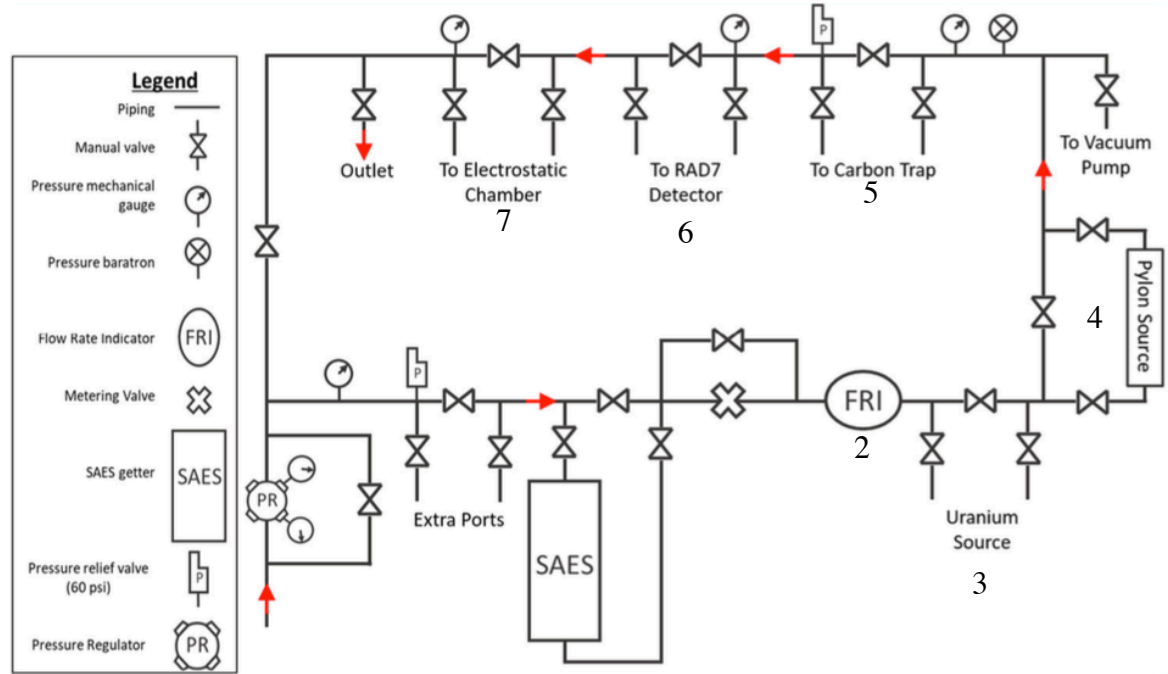 Legend
Piping
Manual valve
Pressure mechanical
gauge
Pressure baratron
Flow Rate Indicator
FRI
Metering Valve
SAES getter
SAES
Pressure relief valve
(60 psi)
P
Pressure Regulator
PR
P
Outlet
To Electrostatic
Chamber
7
To RAD7
Detector
6
To Carbon Trap
5
To Vacuum
Pump
Pylon Source
4
P
FRI
2
PR
Extra Ports
SAES
Uranium
Source
3